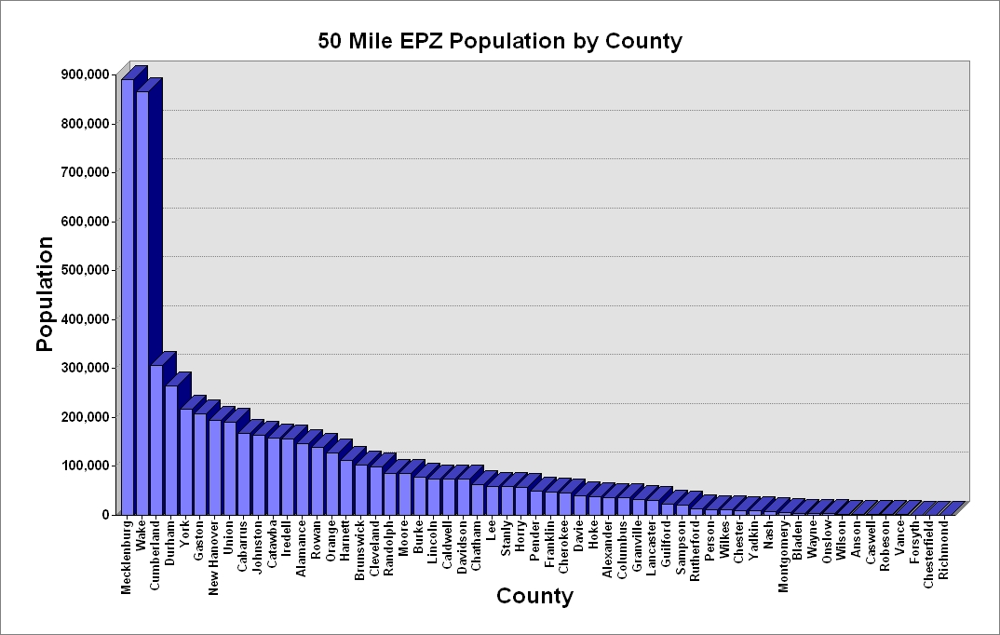 50 Mile EPZ Population by County
900,000
800,000
700,000
600,000
500,000
400,000
300,000
200,000
100,000
0
Population
Mecklenburg
Wake
Cumberland
Durham
York
Gaston
New Hanover
Union
Cabarrus
Johnston
Catawba
Iredell
Alamance
Rowan
Orange
Harnett
Brunswick
Cleveland
Randolph
Moore
Burke
Lincoln
Caldwell
Davidson
Chatham
Lee
Stanly
Horry
Pender
Franklin
Cherokee
Davie
Hoke
Alexander
Columbus
Granville
Lancaster
Guilford
Sampson
Rutherford
Person
Wilkes
Chester
Yadkin
Nash
Montgomery
Bladen
Wayne
Onslow
Wilson
Anson
Caswell
Robeson
Vance
Forsyth
Chesterfield
Richmond
County